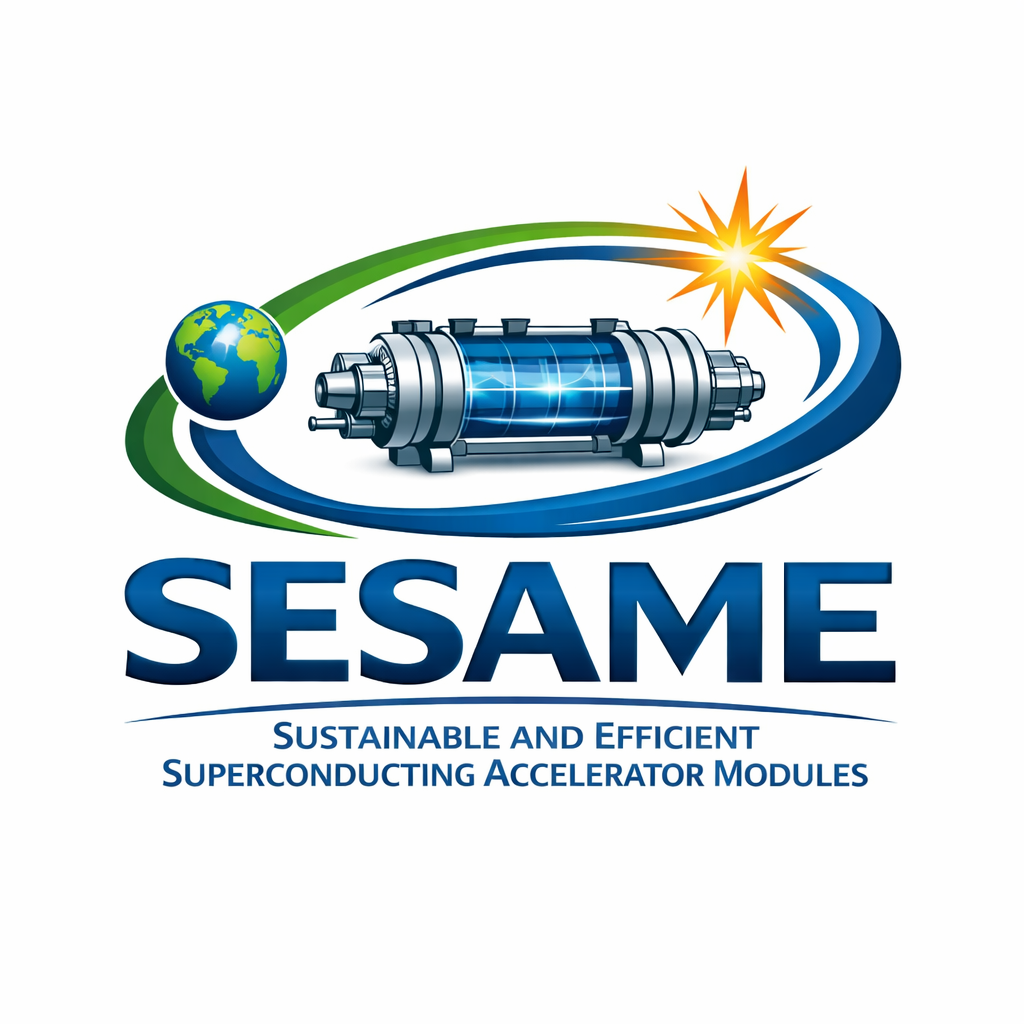 SESAME
SUSTAINABLE AND EFFICIENT
SUPERCONDUCTING ACCELERATOR MODULES